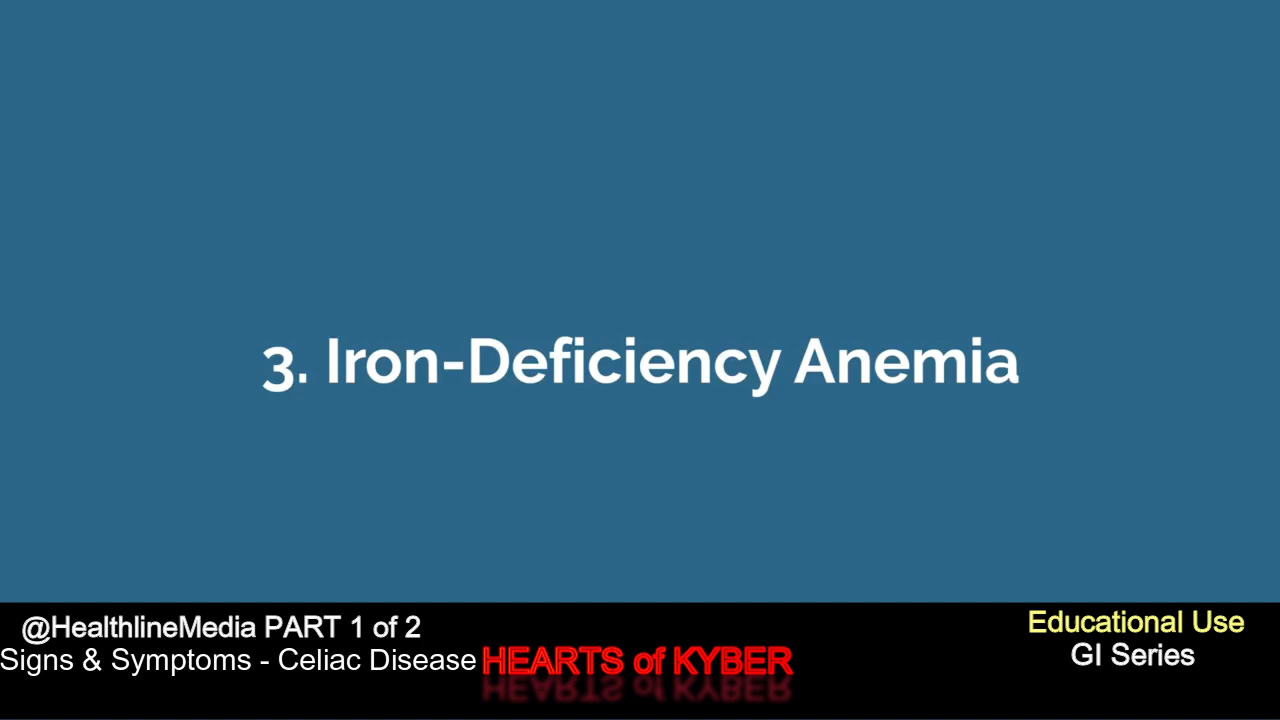 3. Iron-Deficiency Anemia
@HealthlineMedia PART 1 of 2
Signs & Symptoms - Celiac Disease
HEARTS of KYBER
Educational Use
GI Series